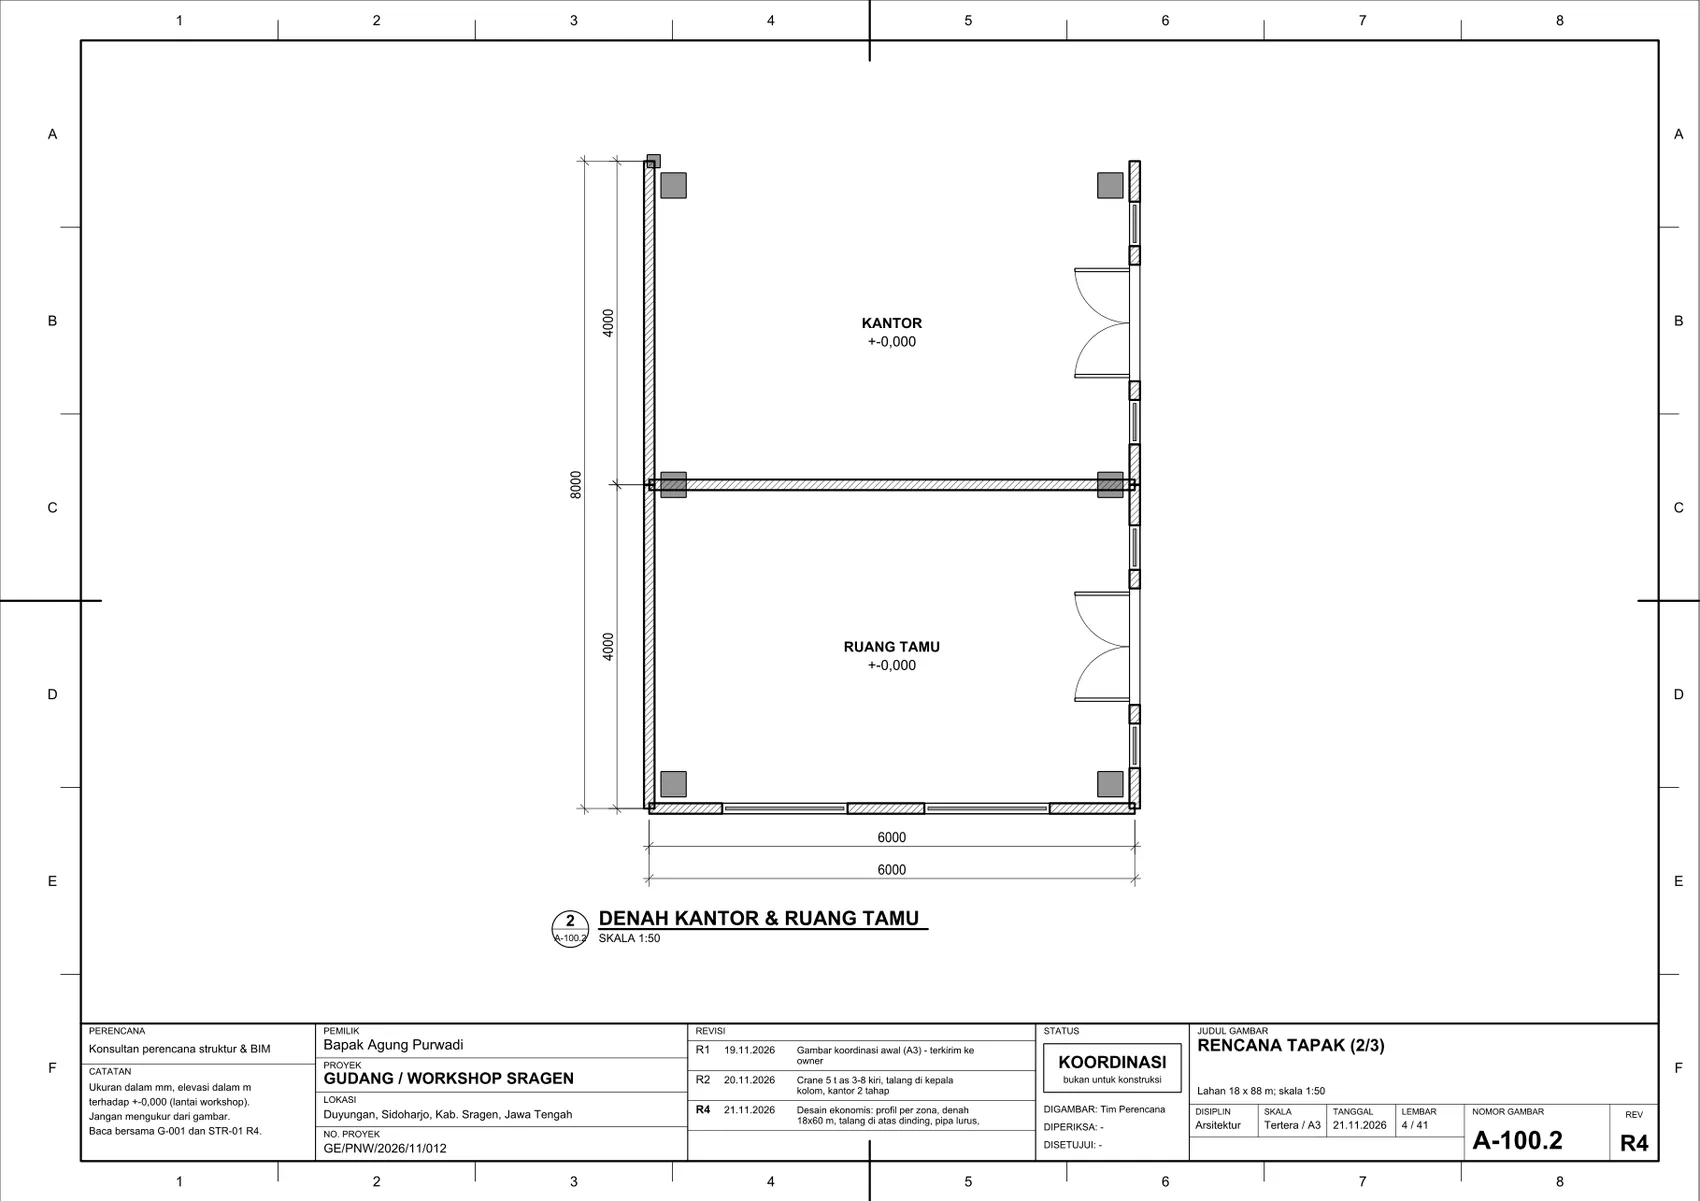 1 2 3 4 5 6 7 8
A A
B B
C C
D D
E E
F F
4000
8000
4000
KANTOR
+-0,000
RUANG TAMU
+-0,000
6000
6000
2
A-100.2
DENAH KANTOR & RUANG TAMU
SKALA 1:50
PERENCANA
Konsultan perencana struktur & BIM
CATATAN
Ukuran dalam mm, elevasi dalam m
terhadap +-0,000 (lantai workshop).
Jangan mengukur dari gambar.
Baca bersama G-001 dan STR-01 R4.
PEMILIK
Bapak Agung Purwadi
PROYEK
GUDANG / WORKSHOP SRAGEN
LOKASI
Duyungan, Sidoharjo, Kab. Sragen, Jawa Tengah
NO. PROYEK
GE/PNW/2026/11/012
REVISI
R1 19.11.2026 Gambar koordinasi awal (A3) - terkirim ke
owner
R2 20.11.2026 Crane 5 t as 3-8 kiri, talang di kepala
kolom, kantor 2 tahap
R4 21.11.2026 Desain ekonomis: profil per zona, denah
18x60 m, talang di atas dinding, pipa lurus,
STATUS
KOORDINASI
bukan untuk konstruksi
DIGAMBAR: Tim Perencana
DIPERIKSA: -
DISETUJUI: -
JUDUL GAMBAR
RENCANA TAPAK (2/3)
Lahan 18 x 88 m; skala 1:50
DISIPLIN SKALA TANGGAL LEMBAR NOMOR GAMBAR REV
Arsitektur Tertera / A3 21.11.2026 4 / 41 A-100.2 R4
1 2 3 4 5 6 7 8